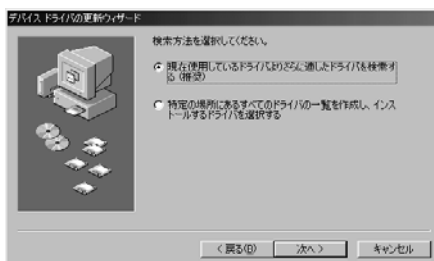 デバイス ドライバの更新ウィザード
検索方法を選択してください。
現在使用しているドライバよりさらに適したドライバを検索す
る (推奨)
特定の場所にあるすべてのドライバの一覧を作成し、インス
トールするドライバを選択する
< 戻る(B)
次へ >
キャンセル